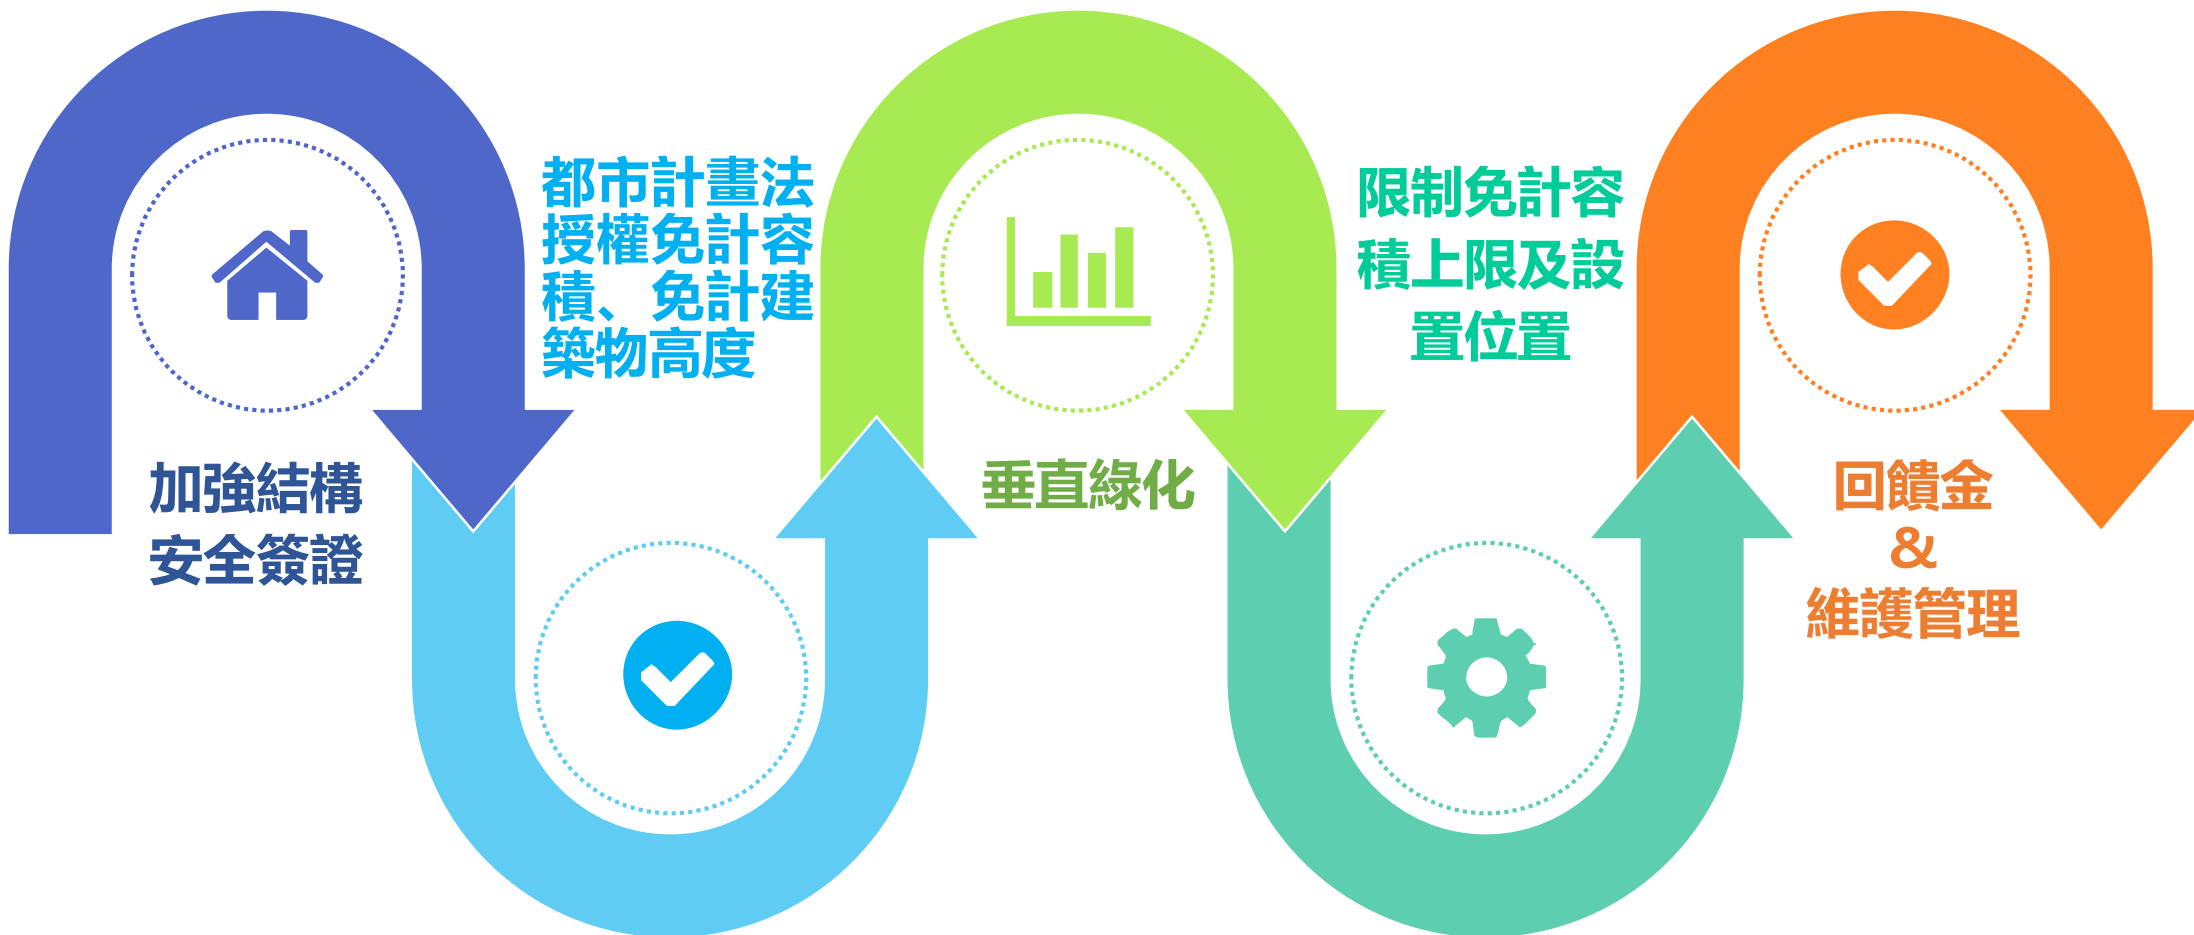 加強結構
安全簽證
都市計畫法
授權免計容
積、免計建
築物高度
垂直綠化
限制免計容
積上限及設
置位置
回饋金
&
維護管理